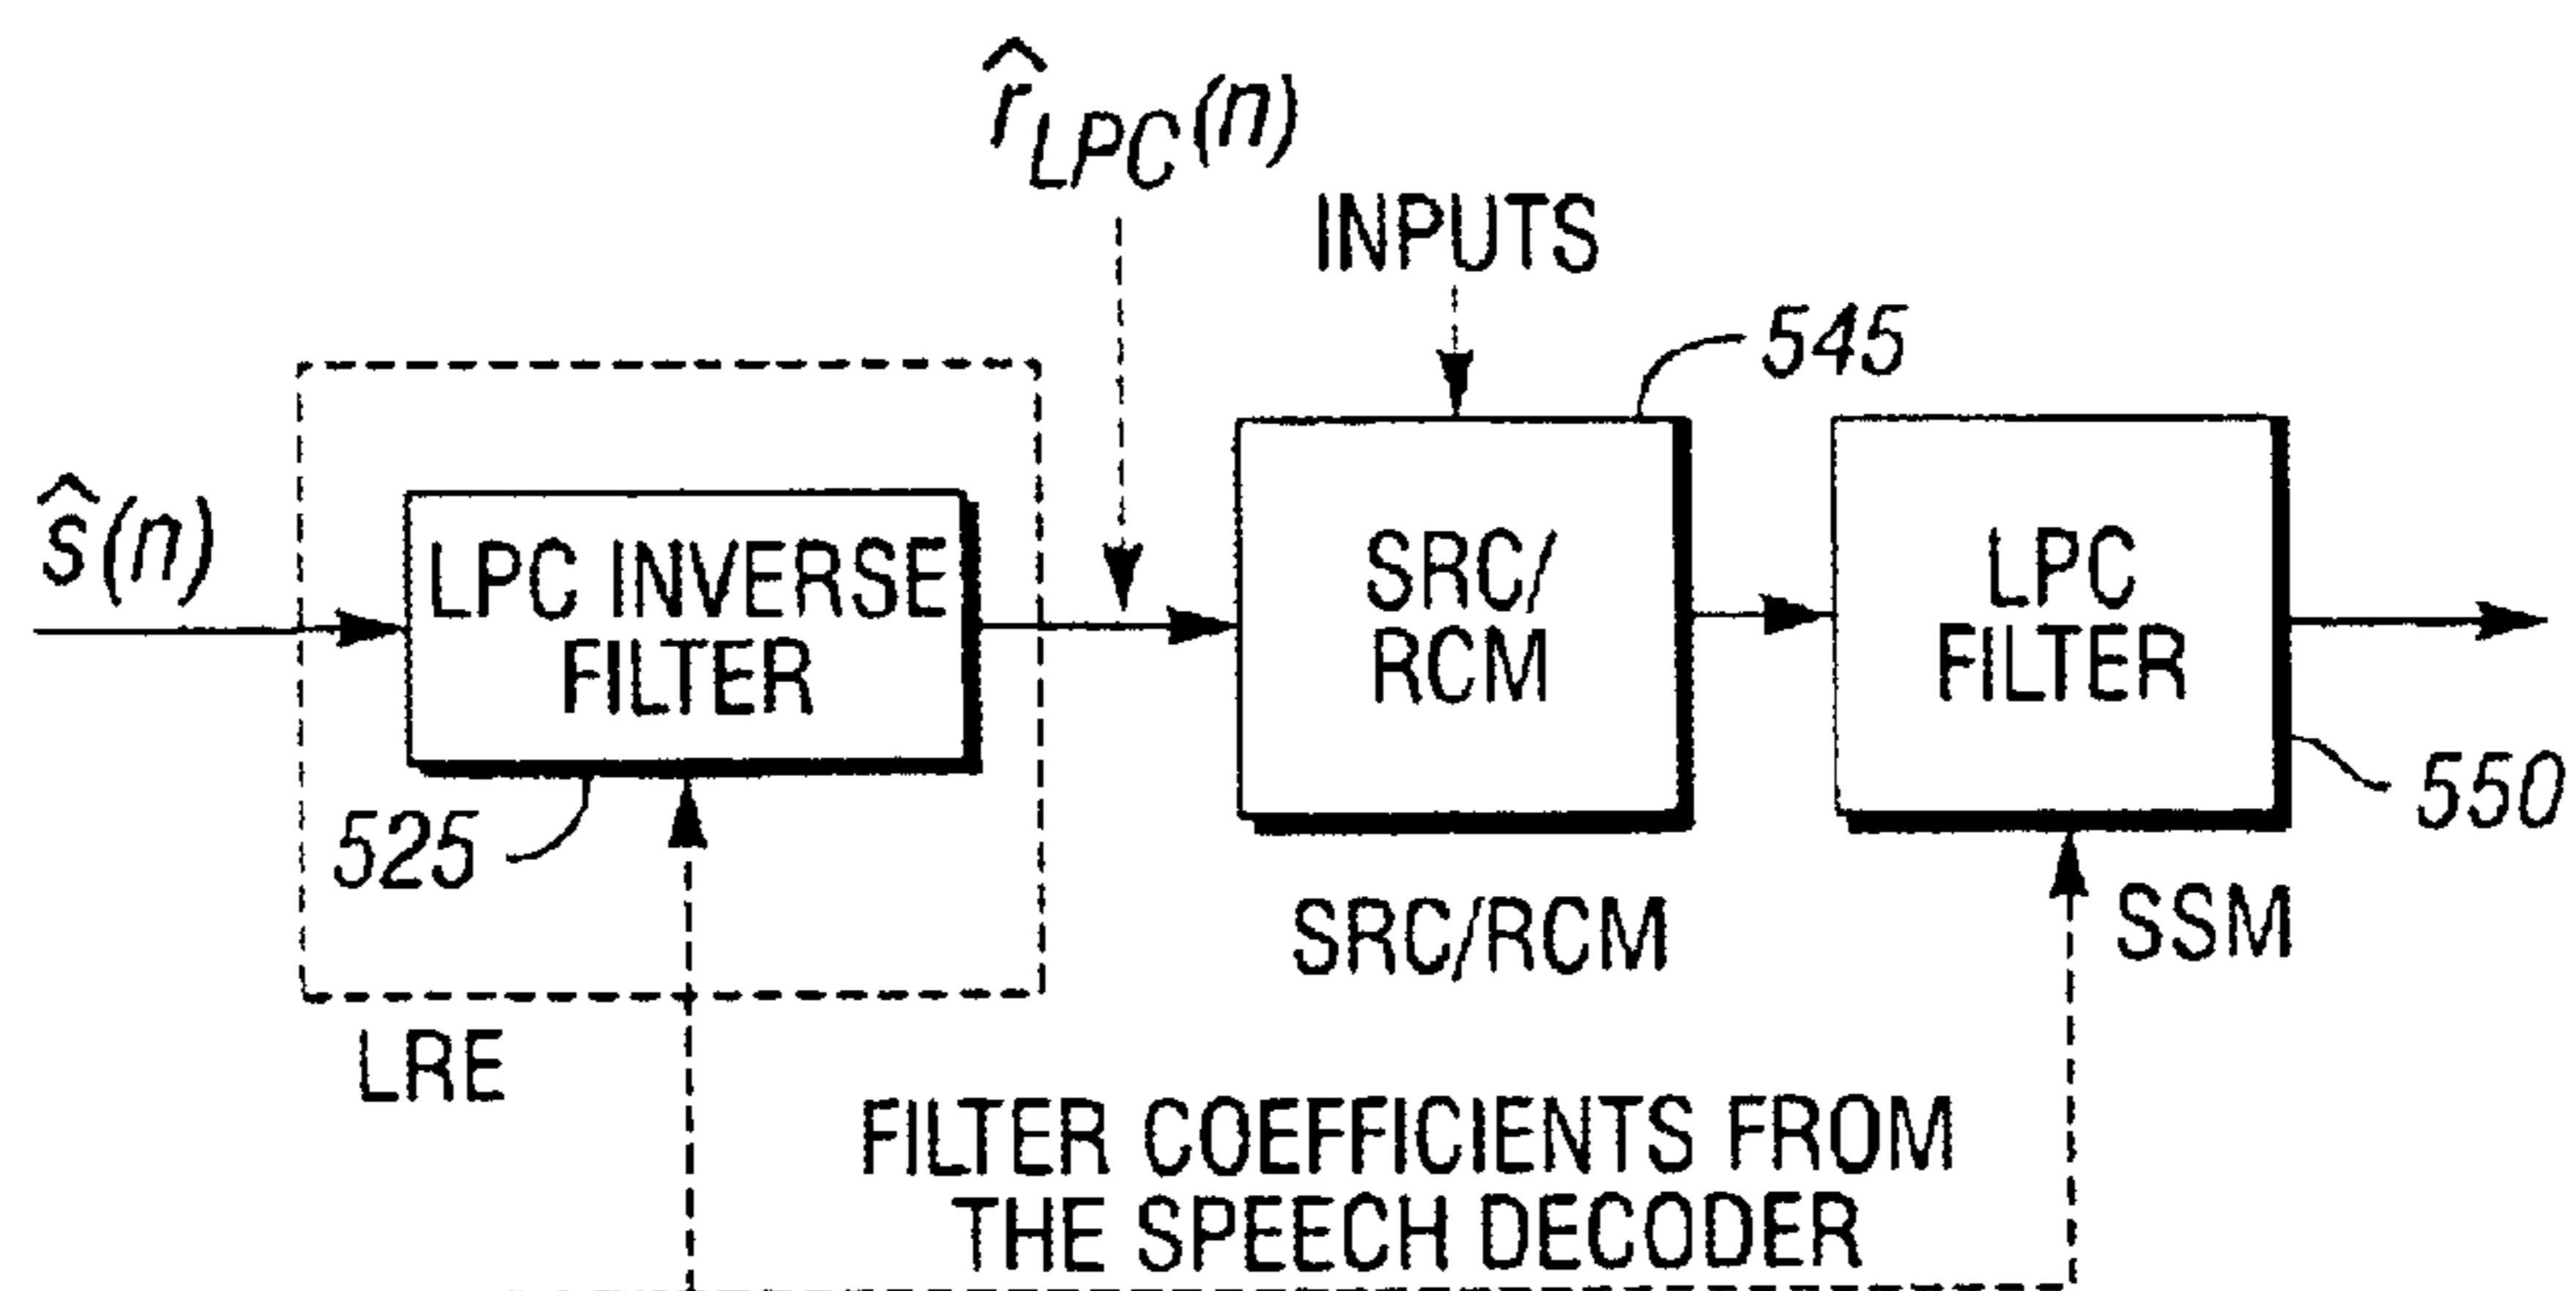 r̂LPC(n)
INPUTS
545
ŝ(n)
LPC INVERSE
FILTER
SRC/
RCM
LPC
FILTER
525
550
SRC/RCM
SSM
LRE
FILTER COEFFICIENTS FROM
THE SPEECH DECODER